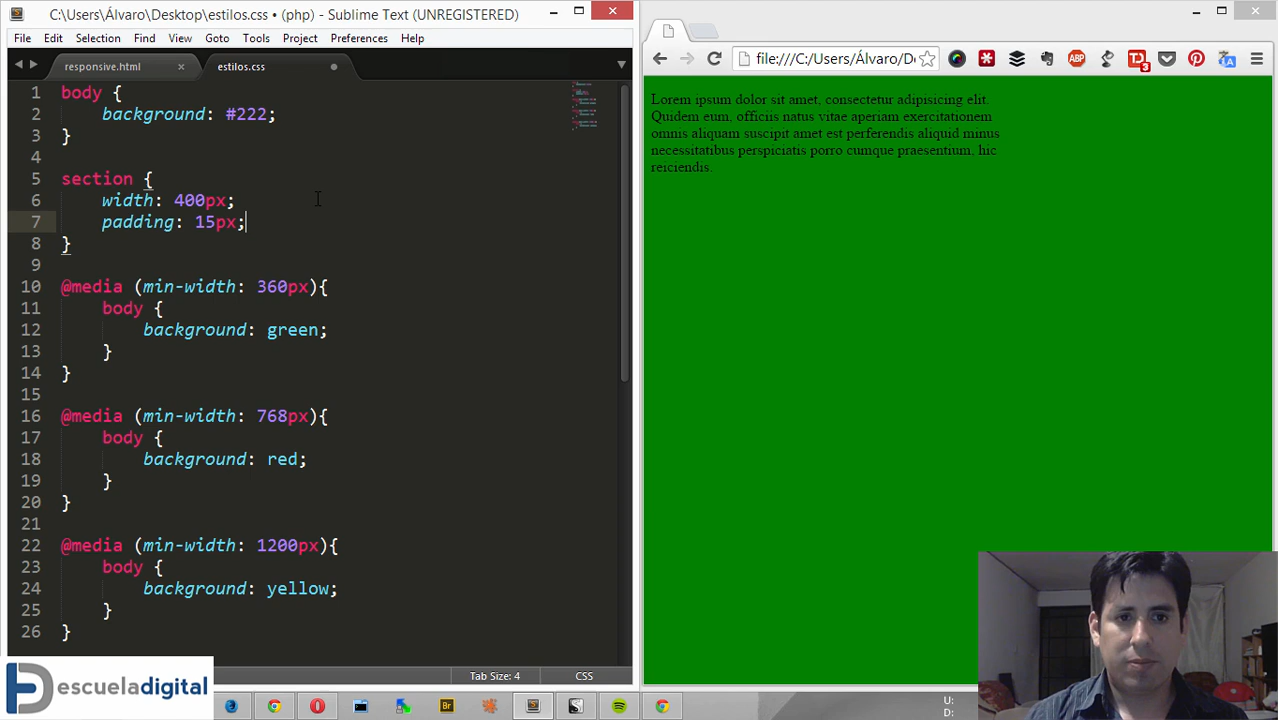 C:\Users\Álvaro\Desktop\estilos.css • (php) - Sublime Text (UNREGISTERED)
File Edit Selection View Goto Tools Project Preferences Help
responsive.html × estilos.css
1 body {
2 background: #222;
3 }
4
5 section {
6 width: 400px;
7 padding: 15px;
8 }
9
10 @media (min-width: 360px){
11 body {
12 background: green;
13 }
14 }
15
16 @media (min-width: 768px){
17 body {
18 background: red;
19 }
20 }
21
22 @media (min-width: 1200px){
23 body {
24 background: yellow;
25 }
26 }
Tab Size: 4 CSS
escueladigital
file:///C:/Users/Álvaro/De
ABP
3
Lorem ipsum dolor sit amet, consectetur adipisicing elit.
Quidem eum, officiis natus vitae aperiam exercitationem
omnis aliquam suscipit amet est perferendis aliquid minus
necessitatibus perspiciatis porro cumque praesentium, hic
reiciendis.
Br
U:
D: